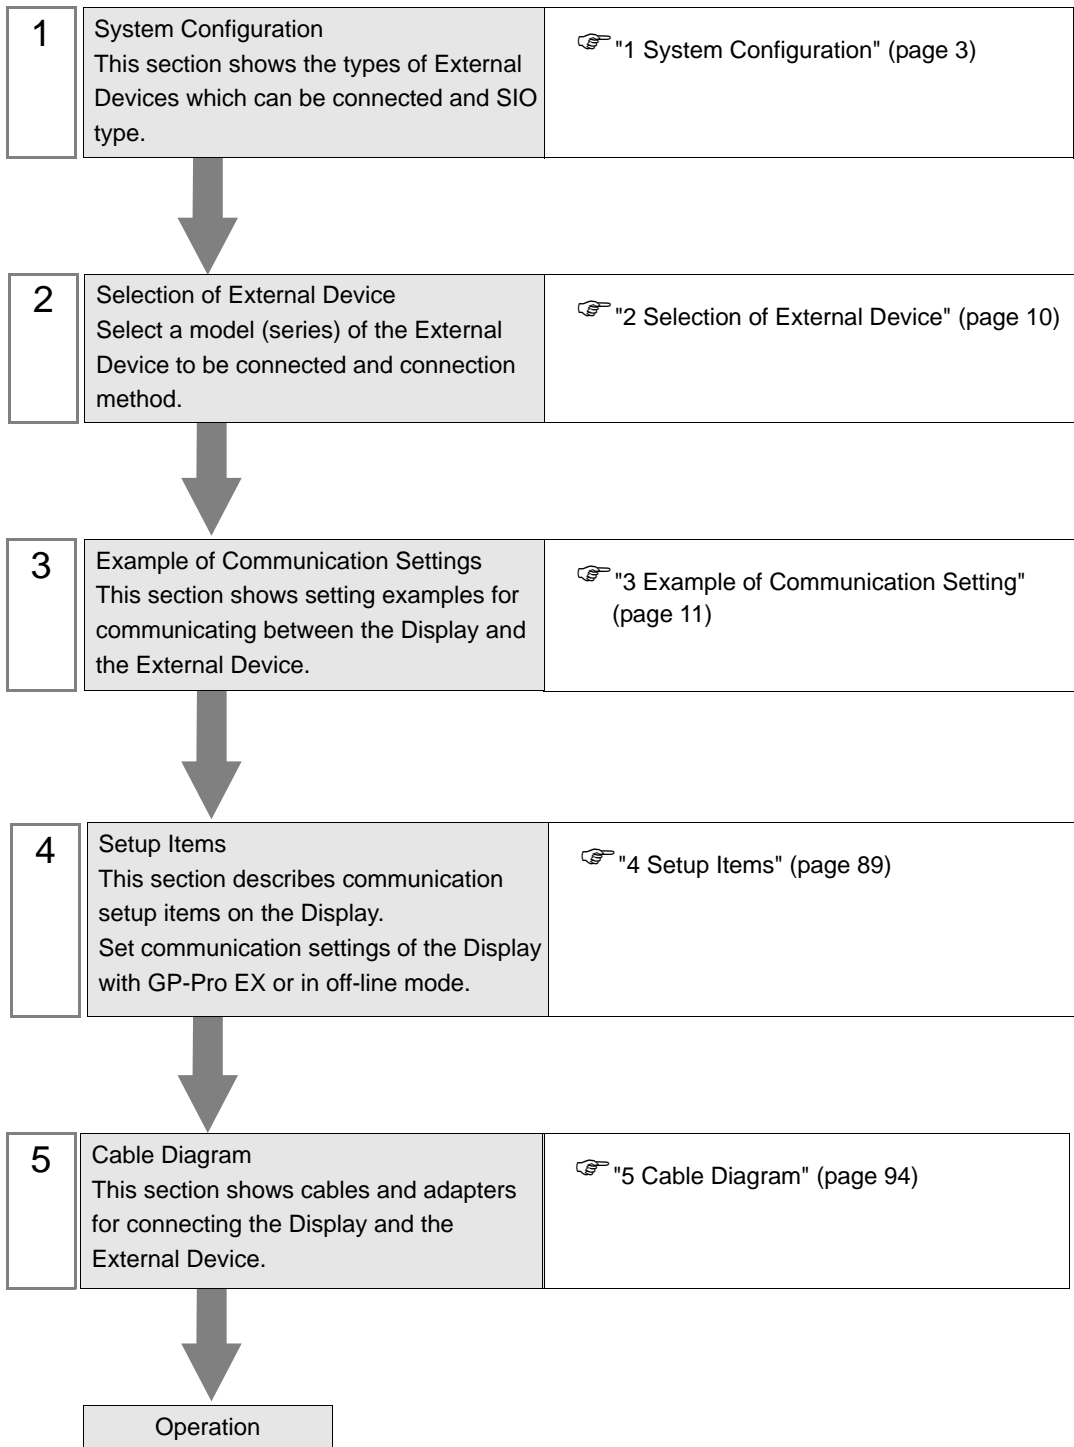 1
System Configuration
This section shows the types of External
Devices which can be connected and SIO
type.
"1 System Configuration" (page 3)
2
Selection of External Device
Select a model (series) of the External
Device to be connected and connection
method.
"2 Selection of External Device" (page 10)
3
Example of Communication Settings
This section shows setting examples for
communicating between the Display and
the External Device.
"3 Example of Communication Setting"
(page 11)
4
Setup Items
This section describes communication
setup items on the Display.
Set communication settings of the Display
with GP-Pro EX or in off-line mode.
"4 Setup Items" (page 89)
5
Cable Diagram
This section shows cables and adapters
for connecting the Display and the
External Device.
"5 Cable Diagram" (page 94)
Operation